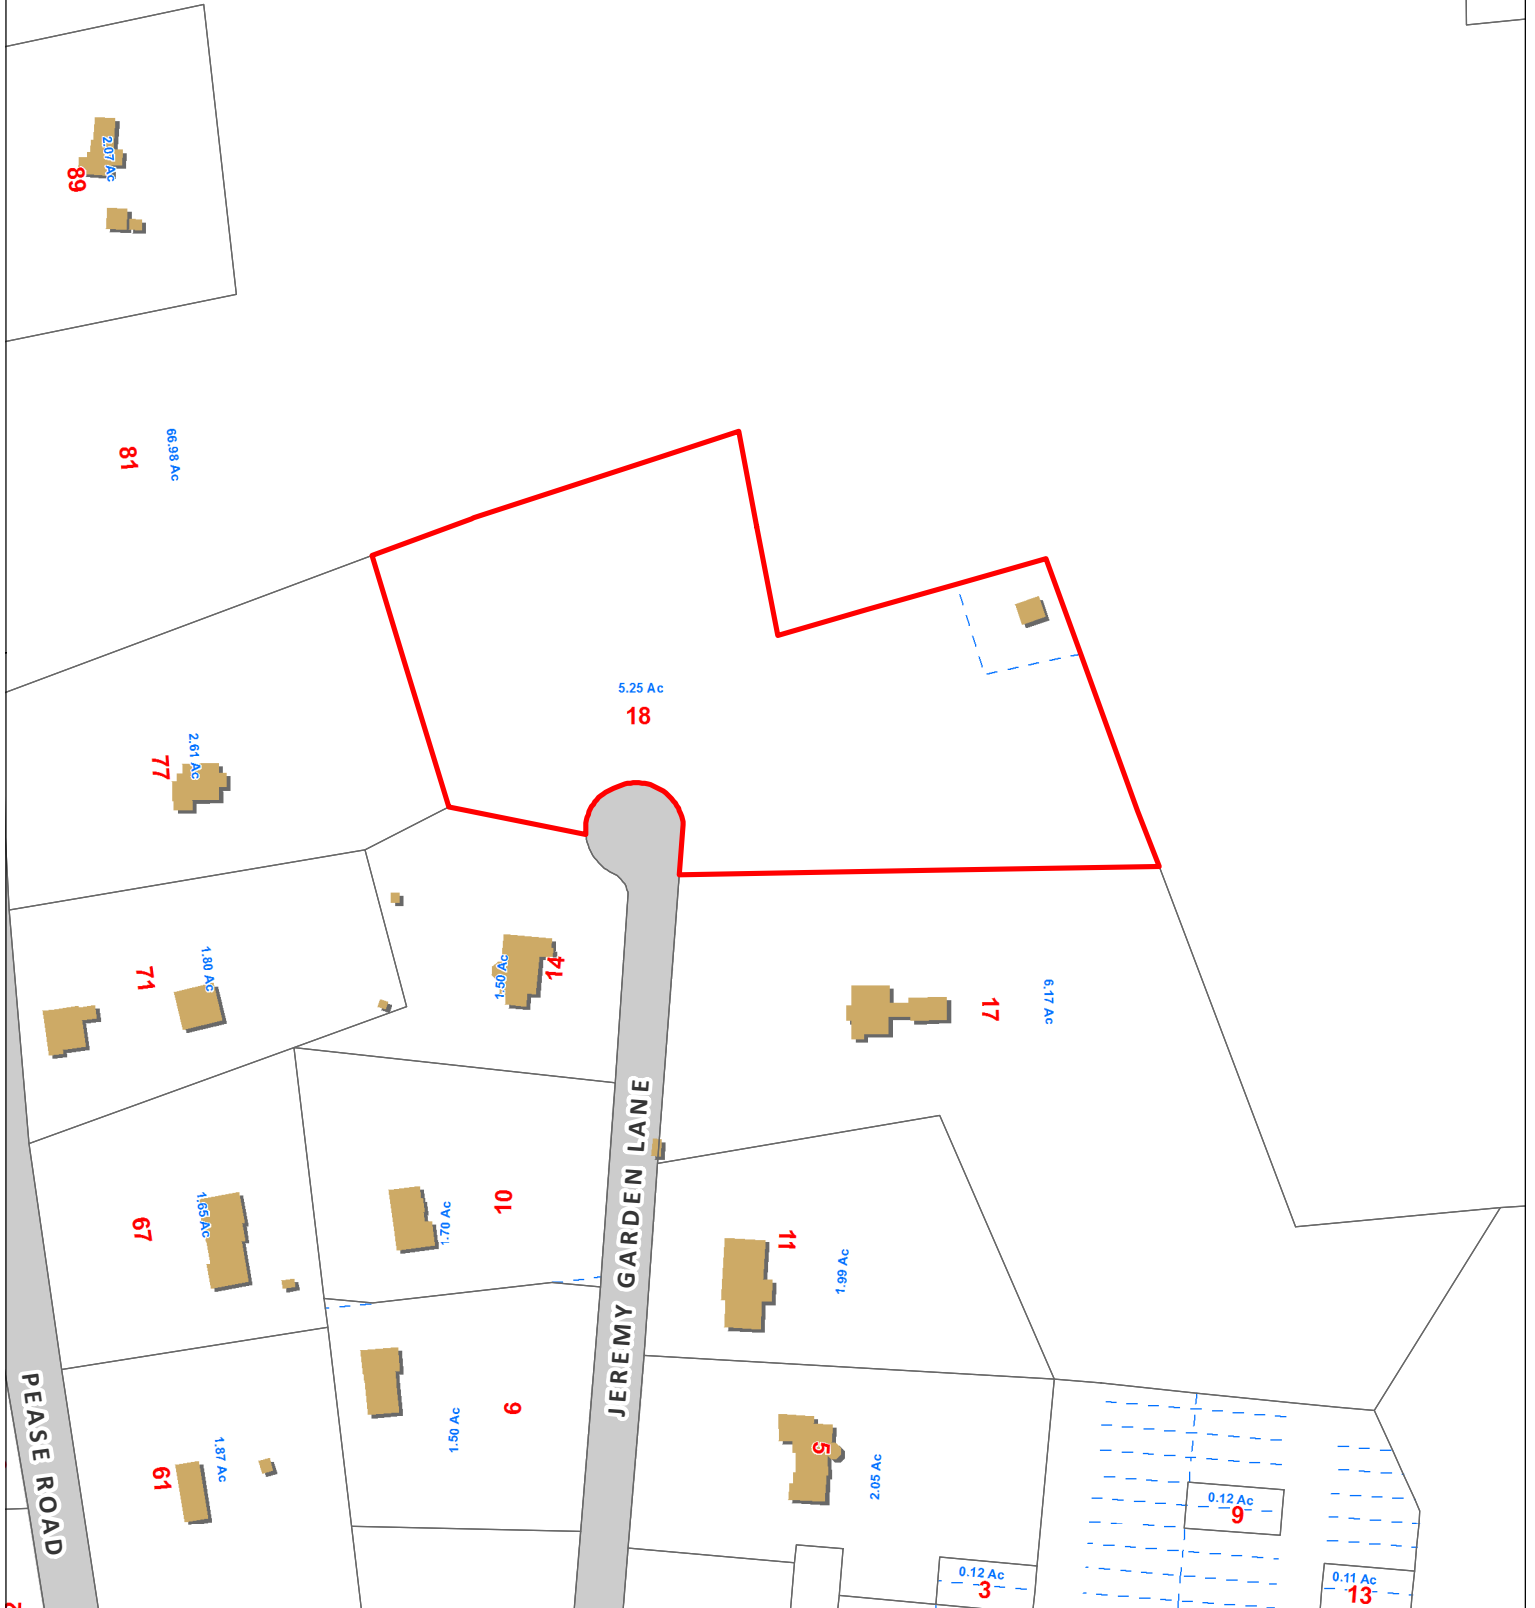 2.07 Ac
89
66.98 Ac
81
5.25 Ac
18
2.61 Ac
77
1.80 Ac
71
1.50 Ac
14
6.17 Ac
17
JEREMY GARDEN LANE
1.65 Ac
67
10
1.70 Ac
11
1.99 Ac
PEASE ROAD
1.87 Ac
61
6
1.50 Ac
5
2.05 Ac
0.12 Ac
9
0.12 Ac
3
0.11 Ac
13